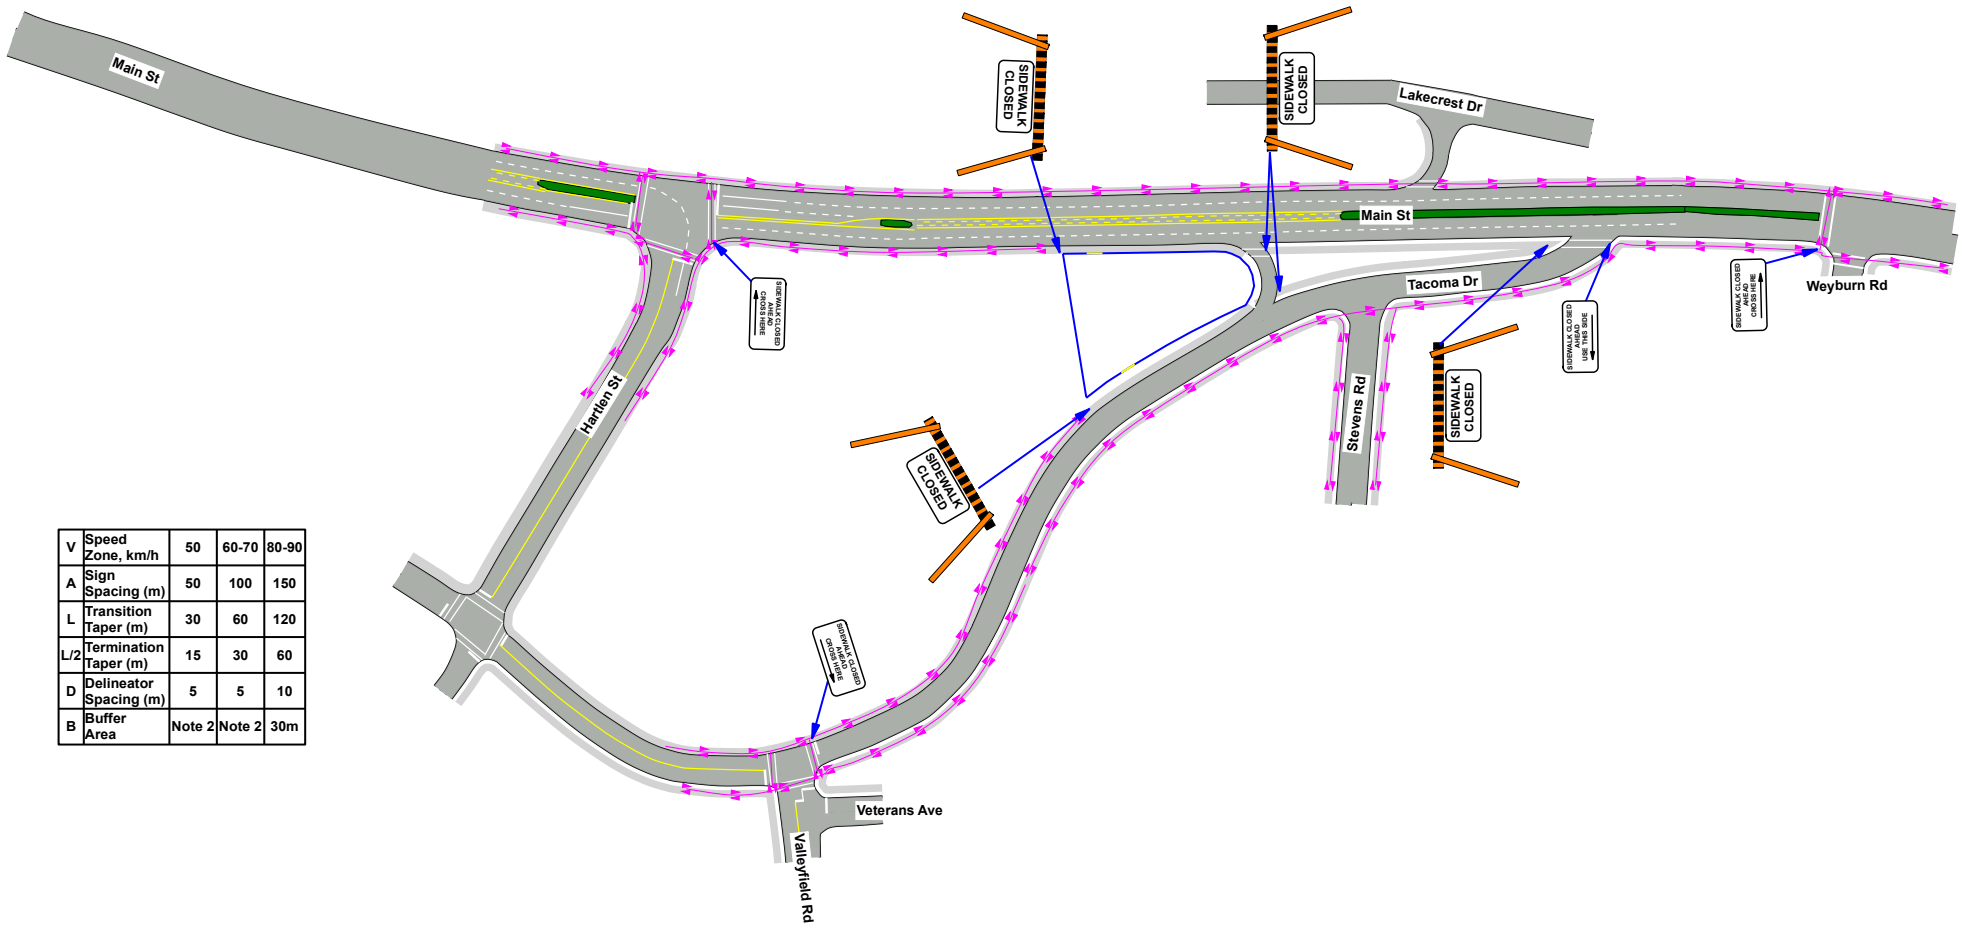 Main St
SIDEWALK
CLOSED
SIDEWALK
CLOSED
Lakecrest Dr
Main St
Tacoma Dr
Weyburn Rd
SIDEWALK CLOSED
AHEAD
CROSS HERE
SIDEWALK CLOSED
AHEAD
USE THIS SIDE
SIDEWALK CLOSED
AHEAD
CROSS HERE
Hartlen St
Stevens Rd
SIDEWALK
CLOSED
SIDEWALK
CLOSED
SIDEWALK CLOSED
AHEAD
CROSS HERE
V Speed Zone, km/h 50 60-70 80-90
A Sign Spacing (m) 50 100 150
L Transition Taper (m) 30 60 120
L/2 Termination Taper (m) 15 30 60
D Delineator Spacing (m) 5 5 10
B Buffer Area Note 2 Note 2 30m
Veterans Ave
Valleyfield Rd